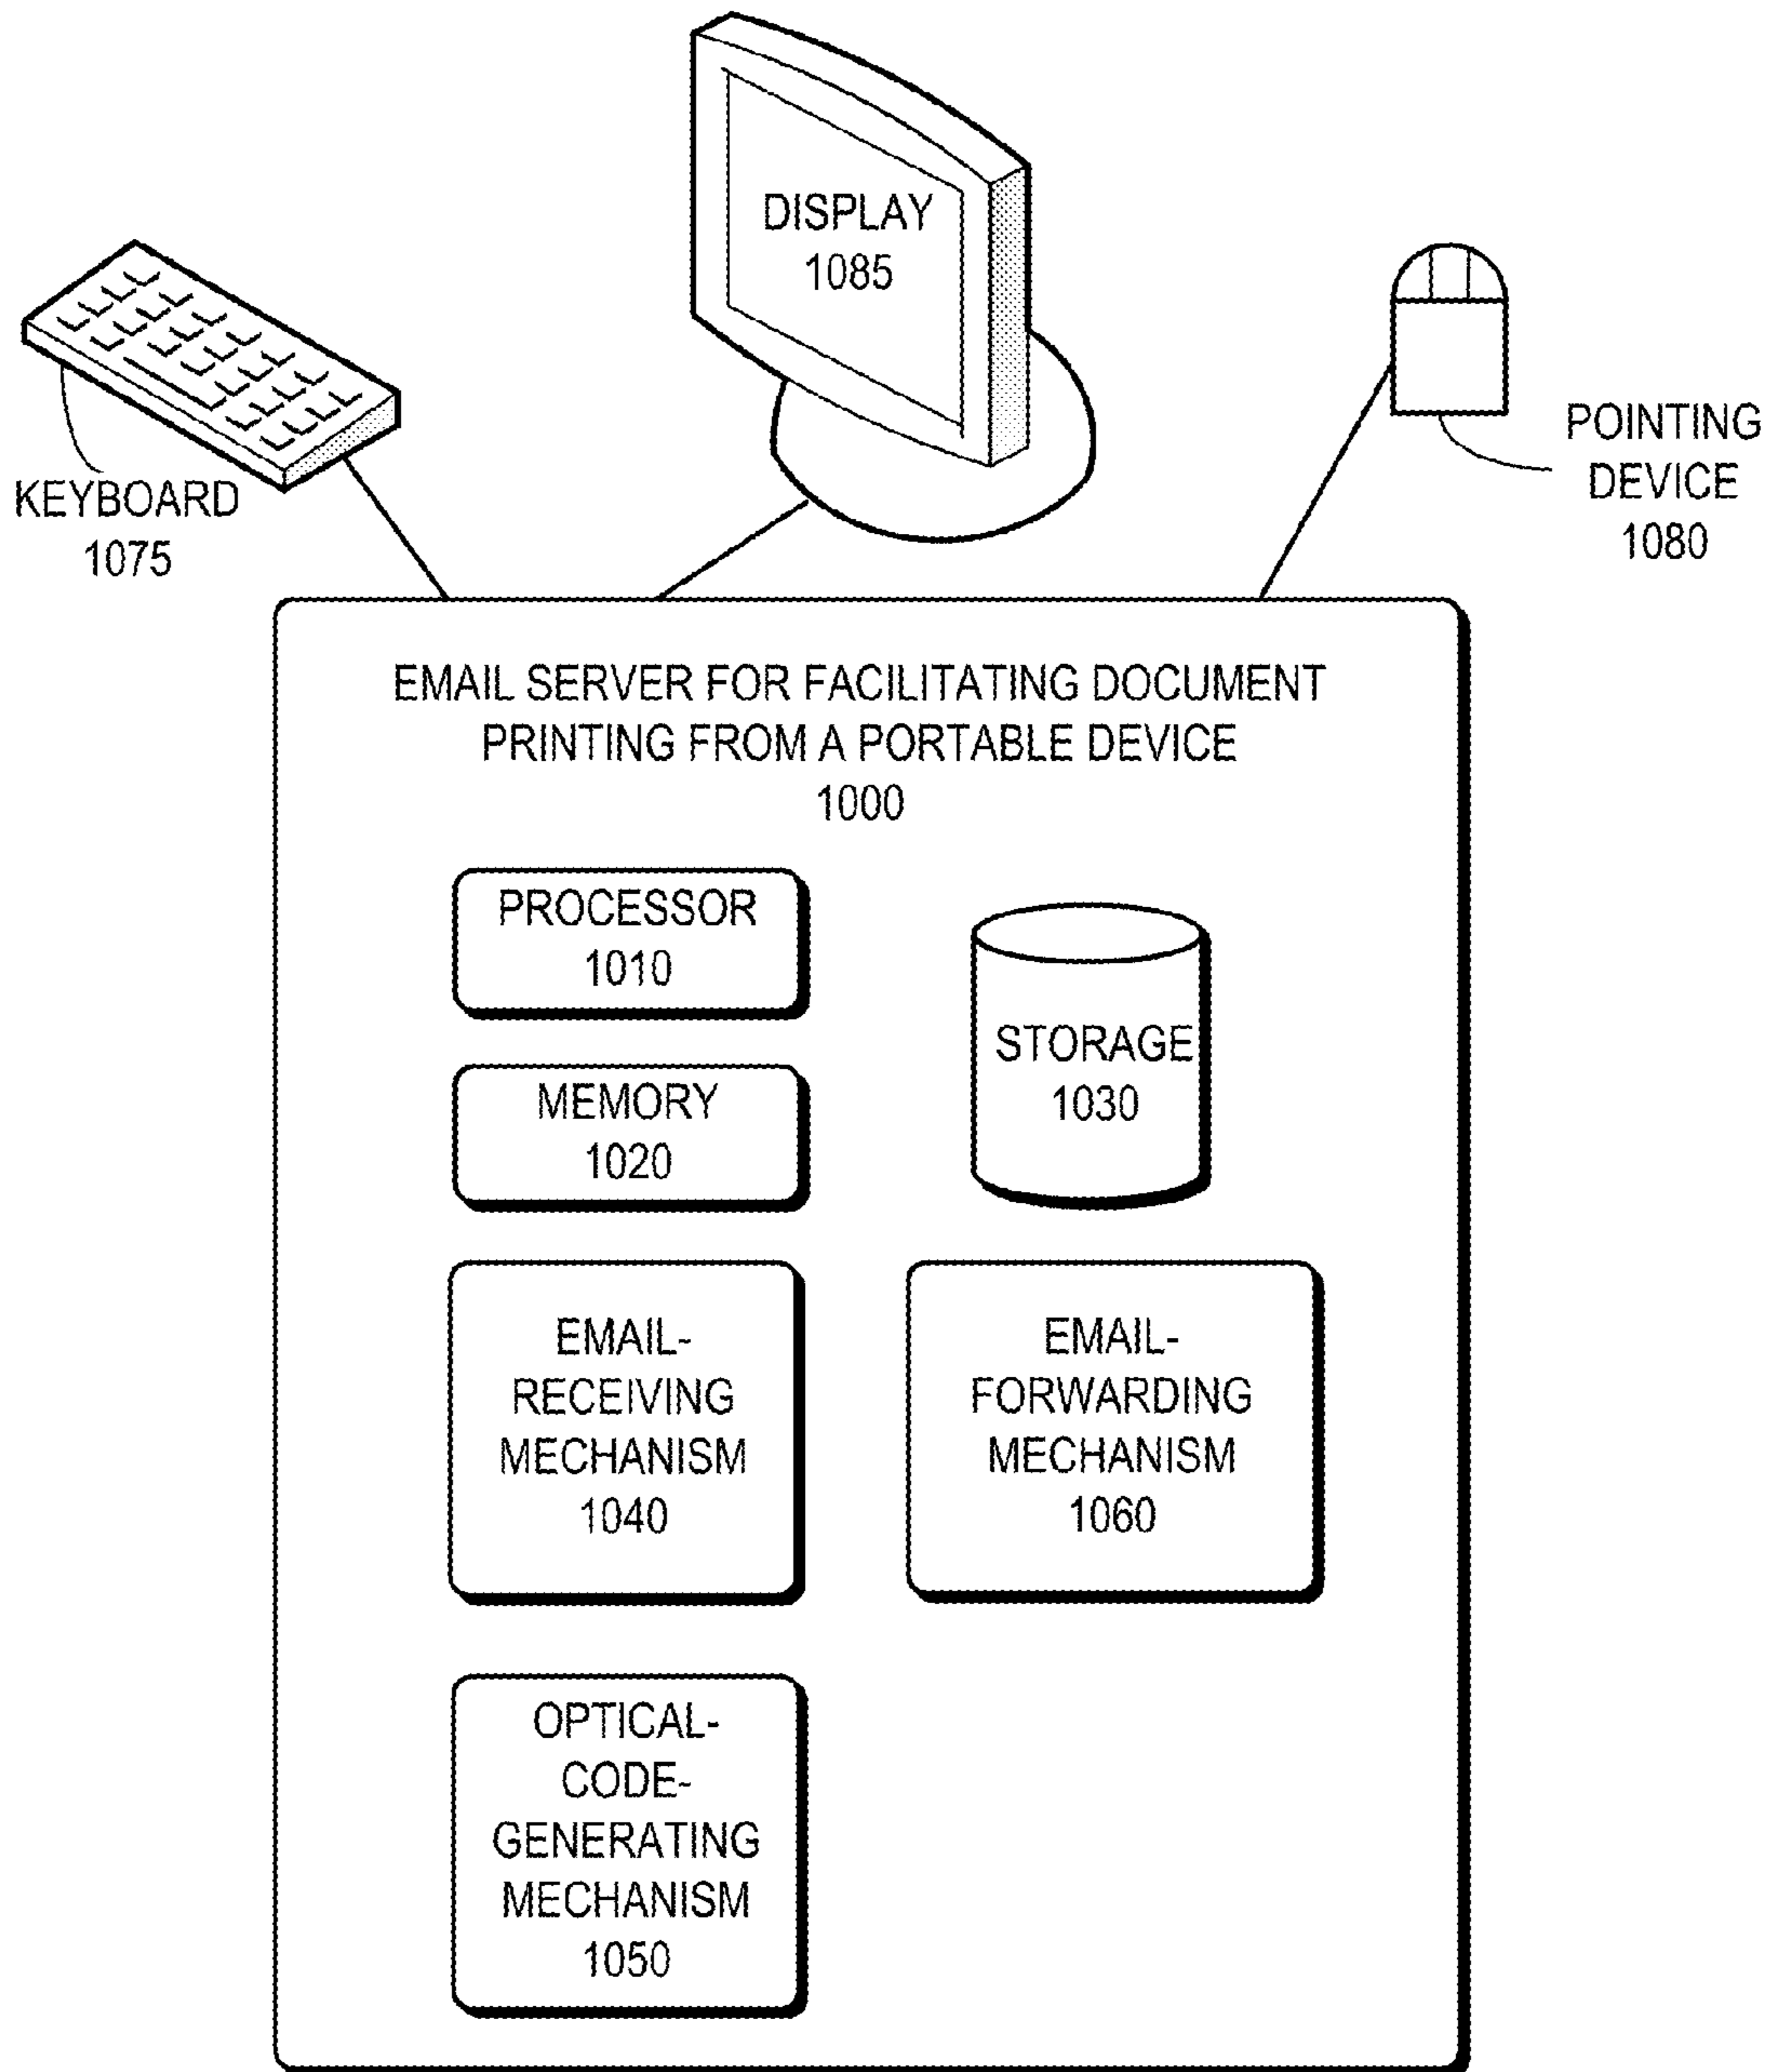 DISPLAY
1085
KEYBOARD
1075
POINTING
DEVICE
1080
EMAIL SERVER FOR FACILITATING DOCUMENT
PRINTING FROM A PORTABLE DEVICE
1000
PROCESSOR
1010
STORAGE
1030
MEMORY
1020
EMAIL-
RECEIVING
MECHANISM
1040
EMAIL-
FORWARDING
MECHANISM
1060
OPTICAL-
CODE-
GENERATING
MECHANISM
1050